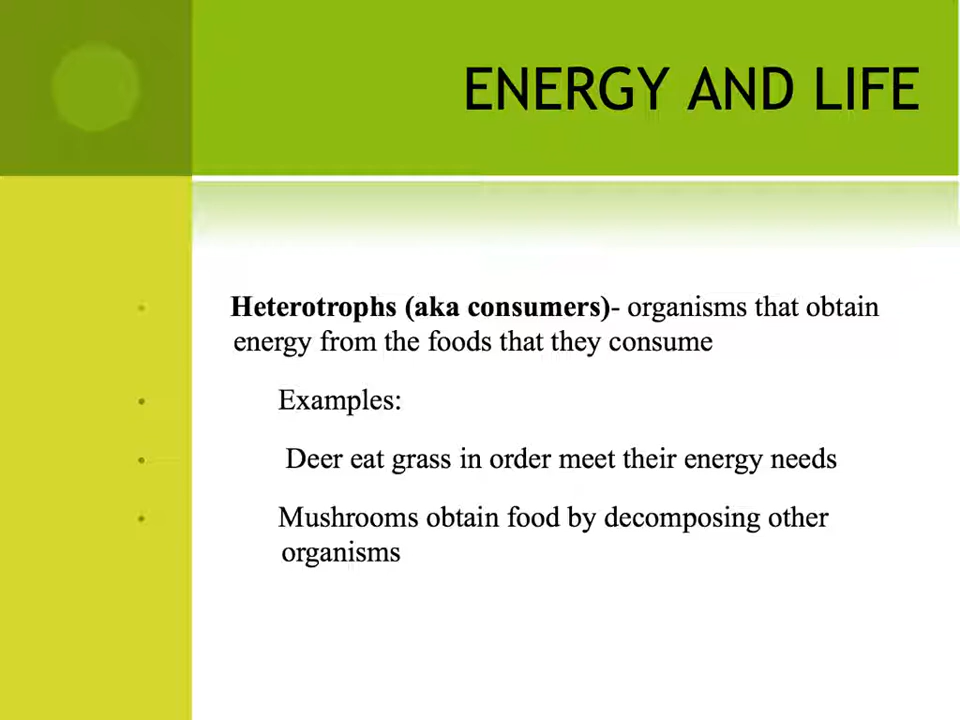 ENERGY AND LIFE
• Heterotrophs (aka consumers)- organisms that obtain
energy from the foods that they consume
• Examples:
• Deer eat grass in order meet their energy needs
• Mushrooms obtain food by decomposing other
organisms